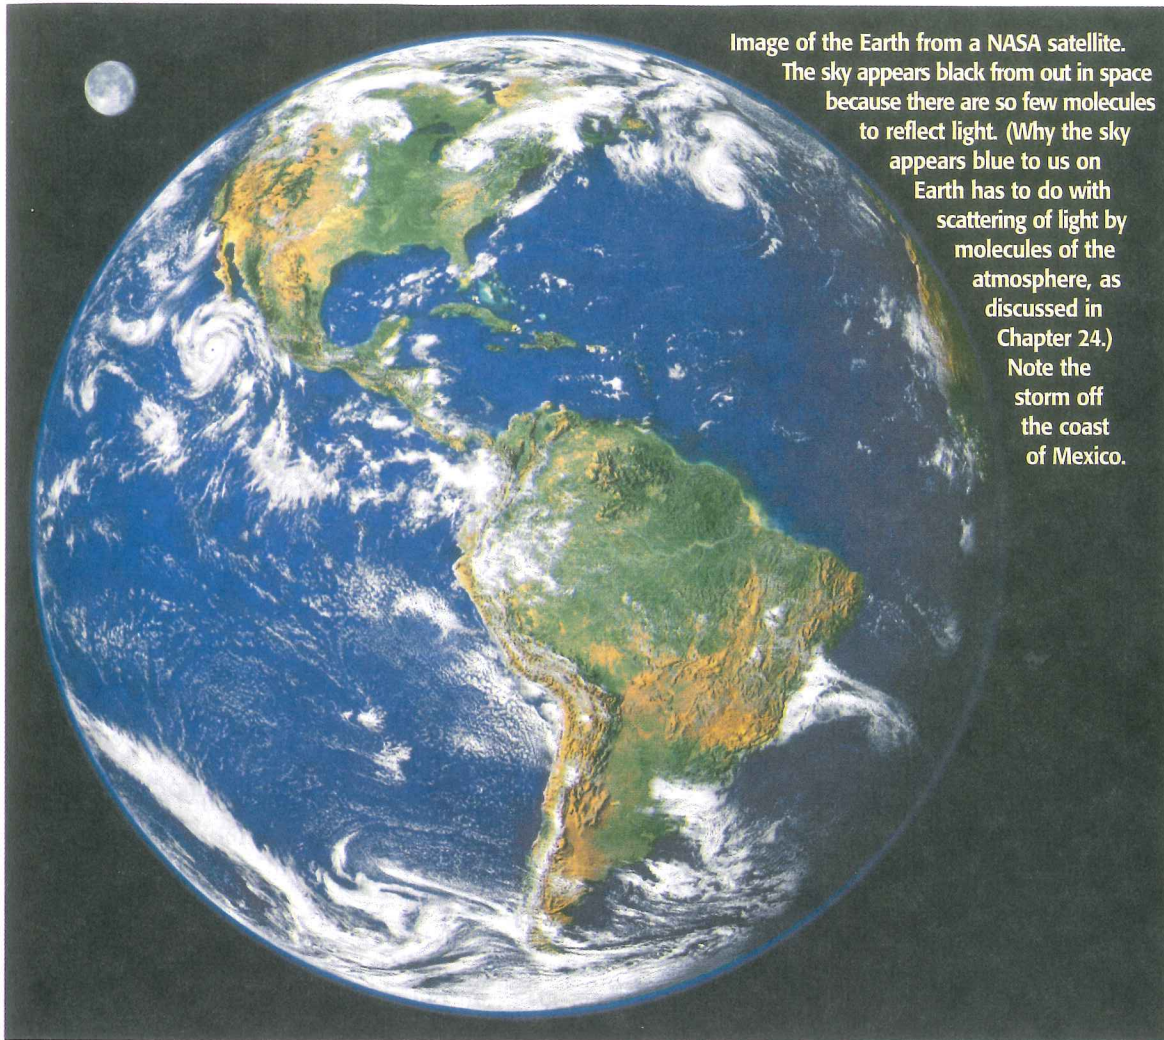 Image of the Earth from a NASA satellite.
The sky appears black from out in space
because there are so few molecules
to reflect light. (Why the sky
appears blue to us on
Earth has to do with
scattering of light by
molecules of the
atmosphere, as
discussed in
Chapter 24.)
Note the
storm off
the coast
of Mexico.